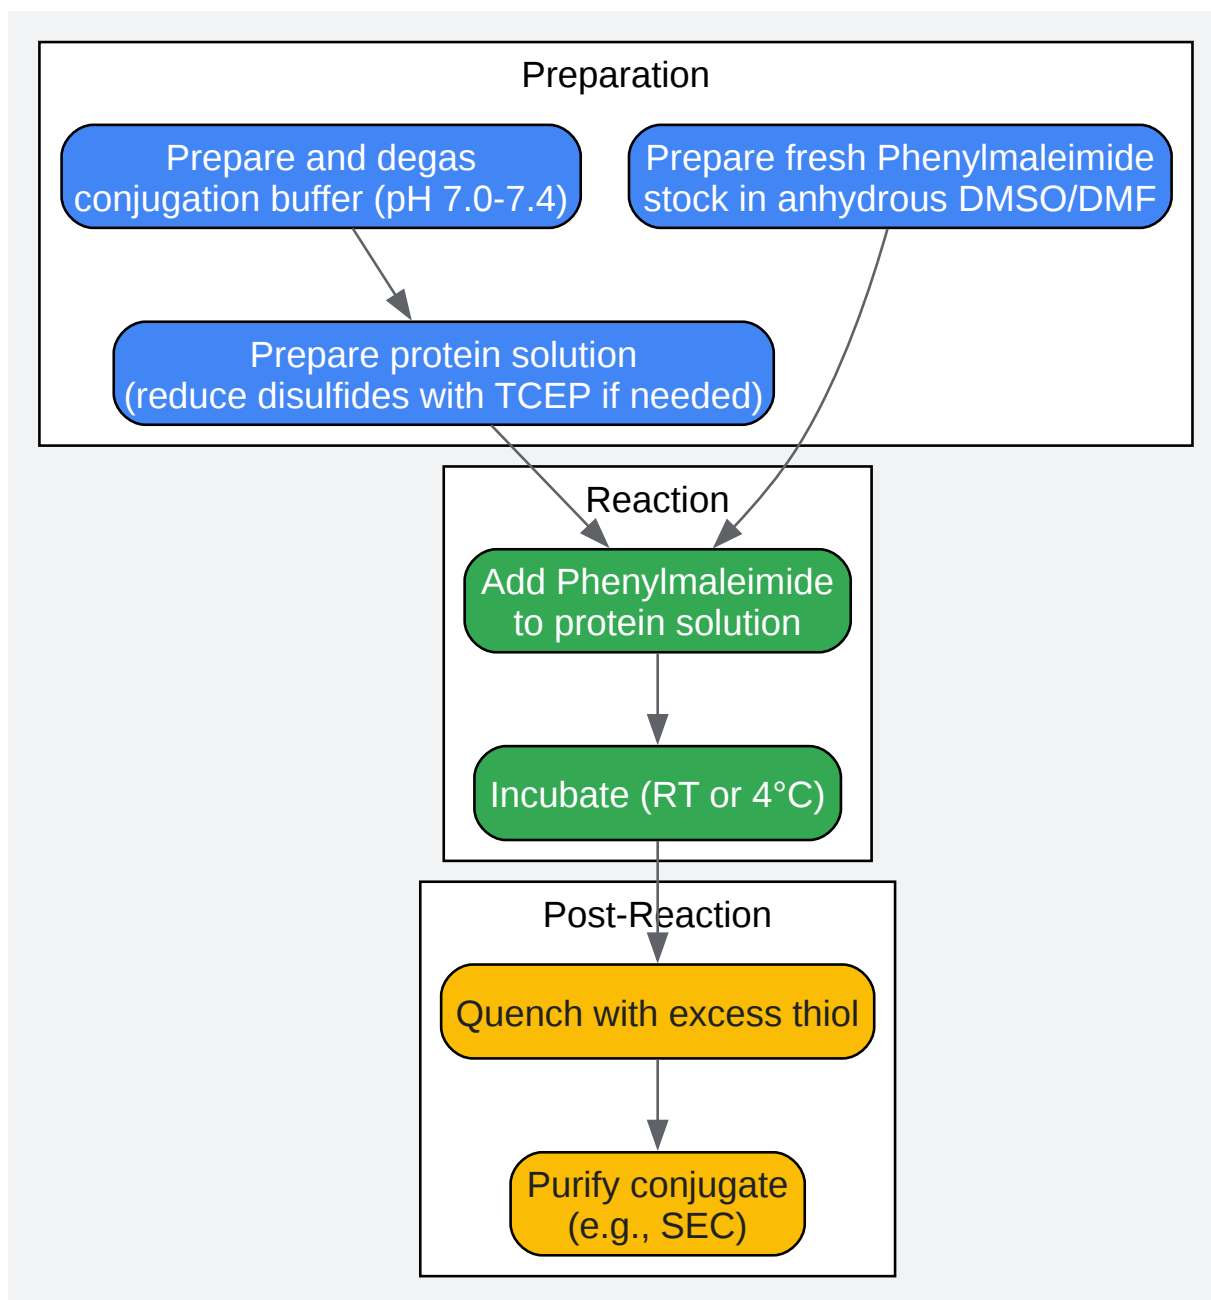 Preparation
Prepare and degas
conjugation buffer (pH 7.0-7.4)
Prepare fresh Phenylmaleimide
stock in anhydrous DMSO/DMF
Prepare protein solution
(reduce disulfides with TCEP if needed)
Reaction
Add Phenylmaleimide
to protein solution
Incubate (RT or 4°C)
Post-Reaction
Quench with excess thiol
Purify conjugate
(e.g., SEC)